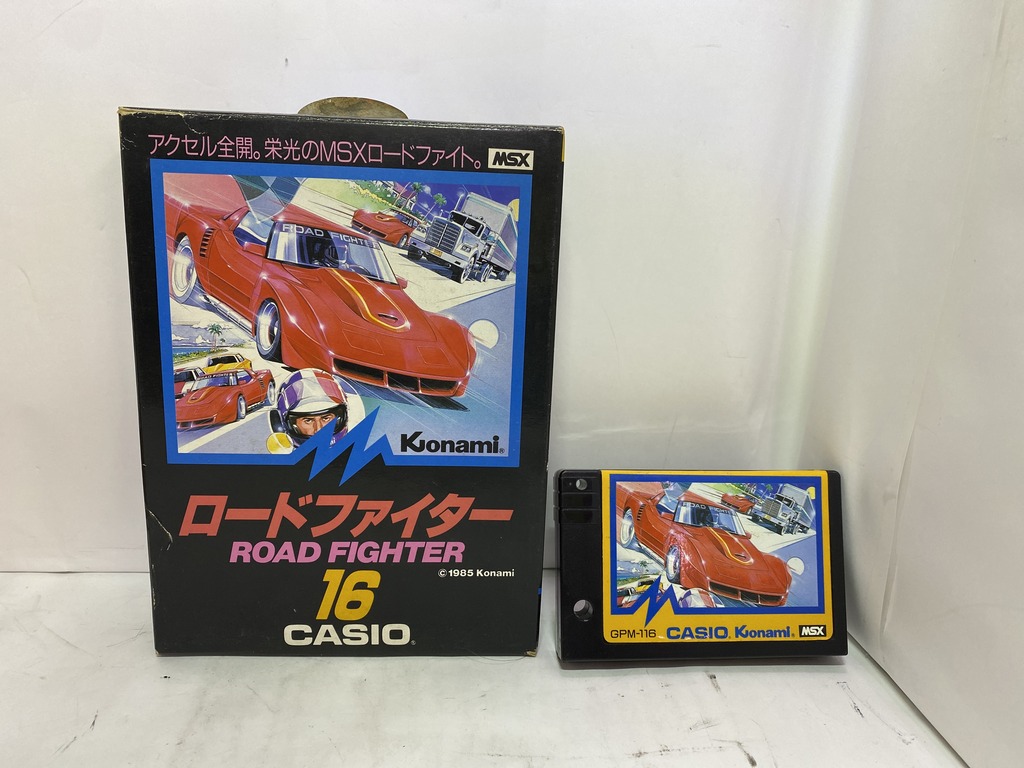 アクセル全開。栄光のMSXロードファイト。
MSX
ROAD FIGHTER
Konami®
ロードファイター
ROAD FIGHTER
©1985 Konami
16
CASIO®
ROAD FIGHTER
GPM-116 CASIO® Konami® MSX